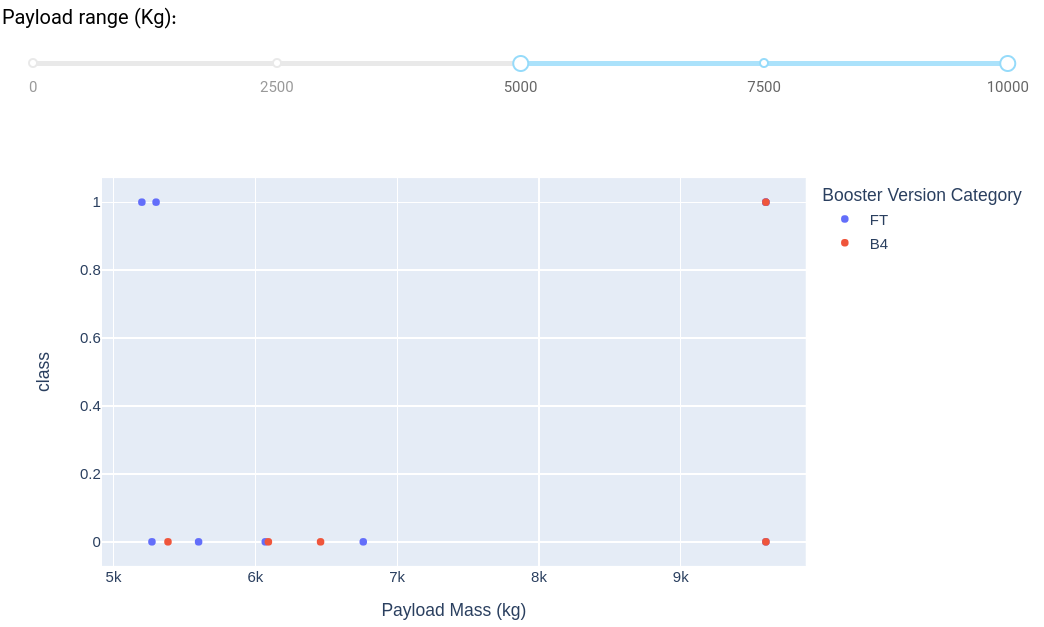 Payload range (Kg):
0 2500 5000 7500 10000
Booster Version Category
FT
B4
1
0.8
0.6
0.4
0.2
0
class
5k 6k 7k 8k 9k
Payload Mass (kg)